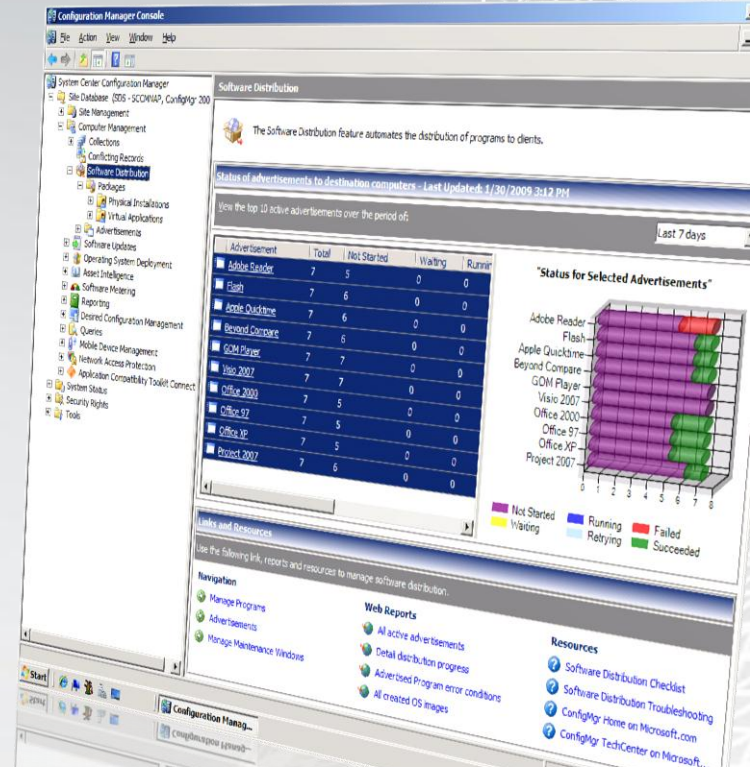 Configuration Manager Console
File Action View Window Help
System Center Configuration Manager
Site Database (SDS - SCCMNAP, ConfigMgr 200
Site Management
Computer Management
Collections
Conflicting Records
Software Distribution
Packages
Physical Installations
Virtual Applications
Advertisements
Software Updates
Operating System Deployment
Asset Intelligence
Software Metering
Reporting
Desired Configuration Management
Queries
Mobile Device Management
Network Access Protection
Application Compatibility Toolkit Connect
System Status
Security Rights
Tools
Software Distribution
The Software Distribution feature automates the distribution of programs to clients.
Status of advertisements to destination computers - Last Updated: 1/30/2009 3:12 PM
View the top 10 active advertisements over the period of:
Last 7 days
Advertisement Total Not Started Waiting Runnin
Adobe Reader 7 5 0 0
Flash 7 6 0 0
Apple Quicktime 7 6 0 0
Beyond Compare 7 6 0 0
GOM Player 7 7 0 0
Visio 2007 7 7 0 0
Office 2000 7 5 0 0
Office 97 7 5 0 0
Office XP 7 5 0 0
Project 2007 7 6 0 0
"Status for Selected Advertisements"
Adobe Reader
Flash
Apple Quicktime
Beyond Compare
GOM Player
Visio 2007
Office 2000
Office 97
Office XP
Project 2007
0 1 2 3 4 5 6 7 8
Not Started Running Failed
Waiting Retrying Succeeded
Links and Resources
Use the following link, reports and resources to manage software distribution.
Navigation
Manage Programs
Advertisements
Manage Maintenance Windows
Web Reports
All active advertisements
Detail distribution progress
Advertised Program error conditions
All created OS images
Resources
Software Distribution Checklist
Software Distribution Troubleshooting
ConfigMgr Home on Microsoft.com
ConfigMgr TechCenter on Microsoft...
Start
Configuration Manag...